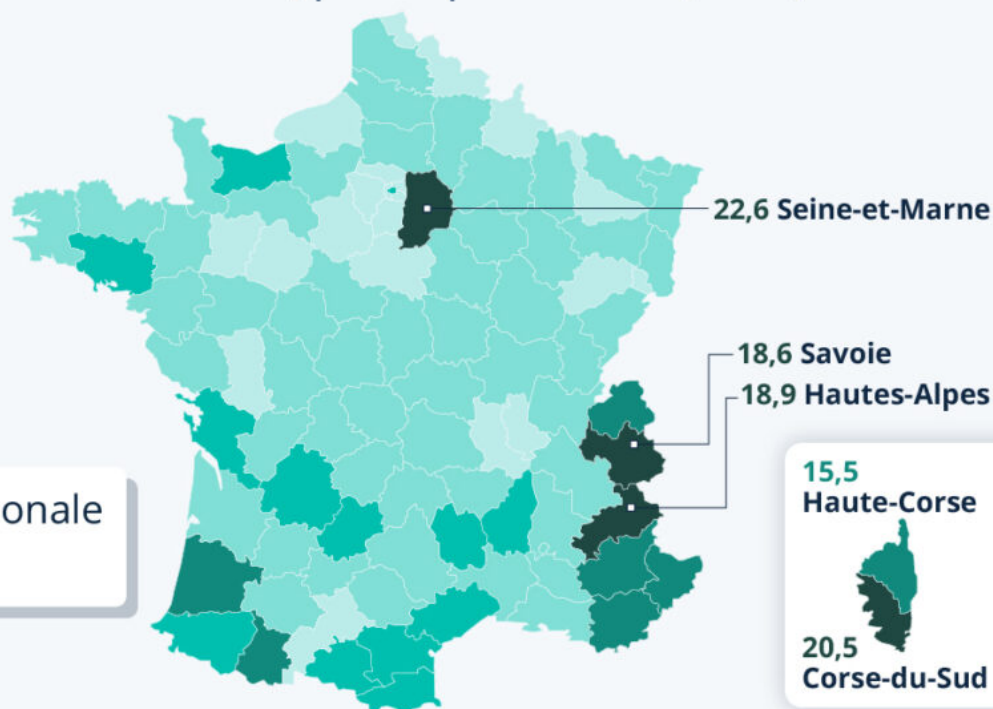 22,6 Seine-et-Marne
18,6 Savoie
18,9 Hautes-Alpes
onale
15,5
Haute-Corse
20,5
Corse-du-Sud